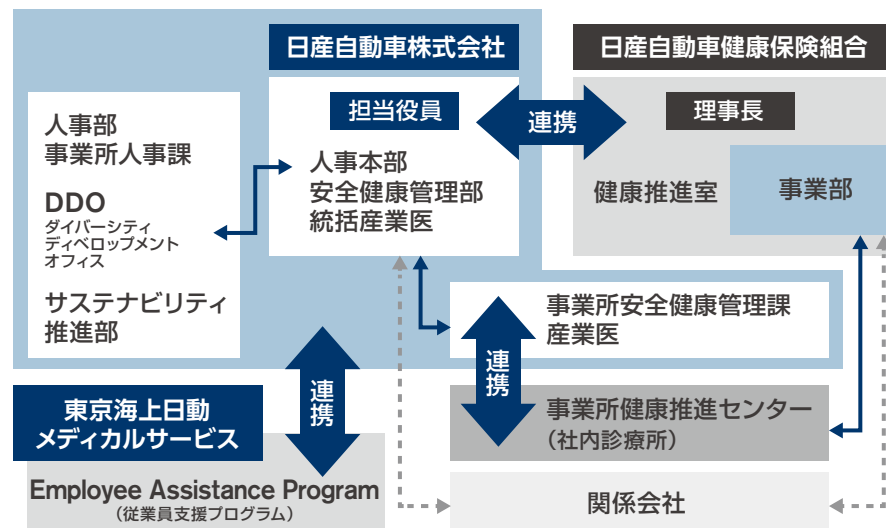 日産自動車株式会社
日産自動車健康保険組合
人事部
事業所人事課
DDO
ダイバーシティ
ディベロップメント
オフィス
サステナビリティ
推進部
担当役員
人事本部
安全健康管理部
統括産業医
連携
理事長
健康推進室
事業部
事業所安全健康管理課
産業医
連携
連携
東京海上日動
メディカルサービス
Employee Assistance Program
（従業員支援プログラム）
事業所健康推進センター
（社内診療所）
関係会社